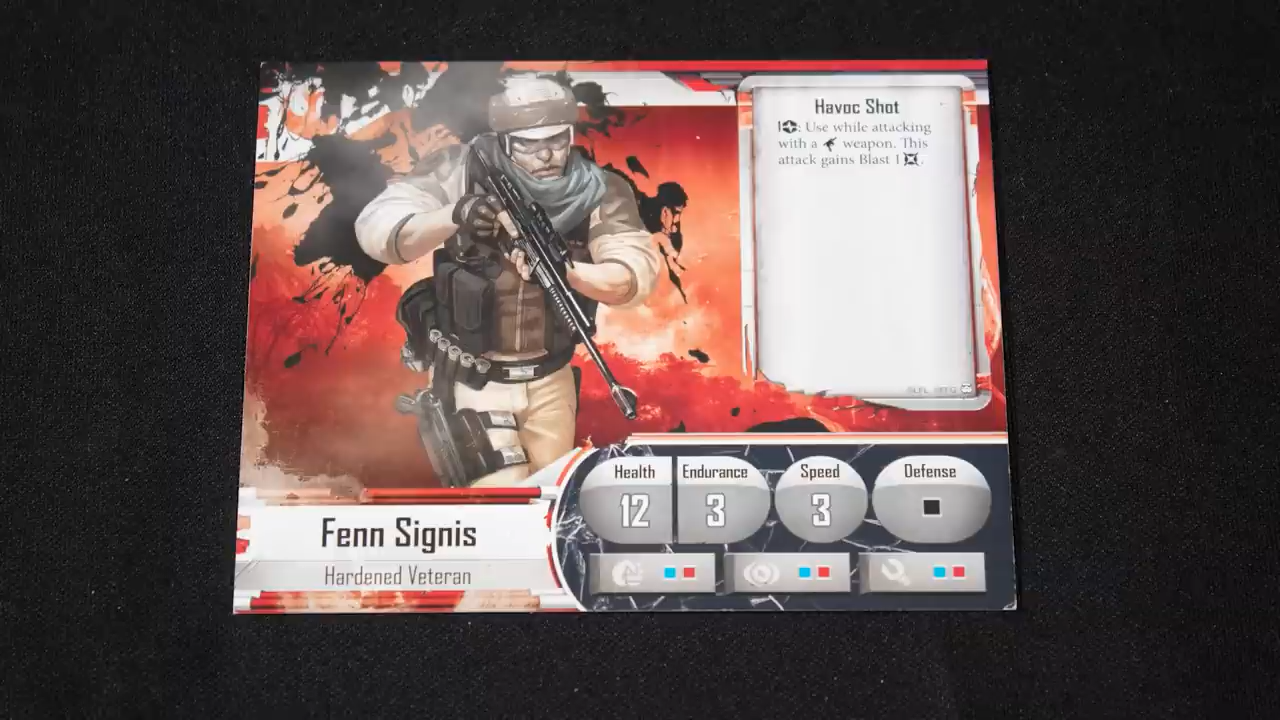 Havoc Shot
1: Use while attacking
with a weapon. This
attack gains Blast 1
Health
Endurance
Speed
Defense
12
3
3
Fenn Signis
Hardened Veteran